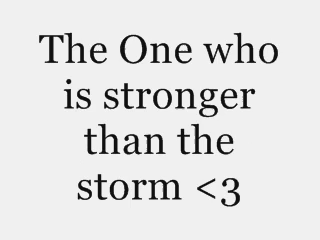 The One who
is stronger
than the
storm <3